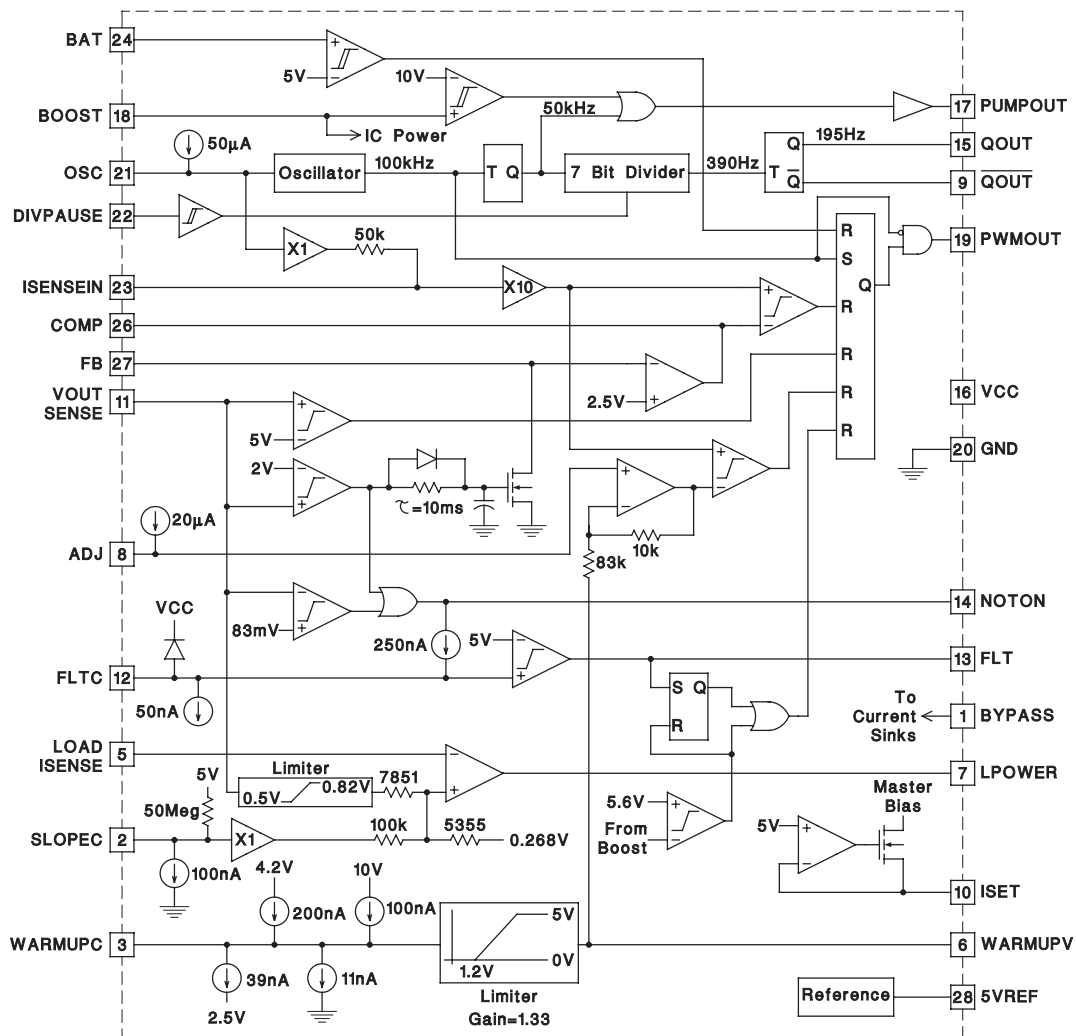 BAT 24
5V
10V
BOOST 18
IC Power
50kHz
17 PUMPOUT
50µA
195Hz
Q
15 QOUT
OSC 21
Oscillator
100kHz
T Q
7 Bit Divider
390Hz
T
Q
9 QOUT
DIVPAUSE 22
R
X1
50k
19 PWMOUT
S
ISENSEIN 23
X10
Q
COMP 26
R
FB 27
R
VOUT
SENSE
11
2.5V
16 VCC
R
5V
R
2V
20 GND
τ=10ms
20µA
ADJ 8
10k
83k
VCC
83mV
14 NOTON
250nA
5V
13 FLT
FLTC 12
50nA
S Q
R
To
Current
Sinks
1 BYPASS
LOAD
ISENSE
5
Limiter
0.5V
0.82V
7851
7 LPOWER
5V
50Meg
Master
Bias
5.6V
From
Boost
5V
SLOPEC 2
X1
100k
5355
0.268V
100nA
4.2V
10V
10 ISET
200nA
100nA
5V
WARMUPC 3
0V
1.2V
6 WARMUPV
39nA
11nA
2.5V
Limiter
Gain=1.33
Reference
28 5VREF